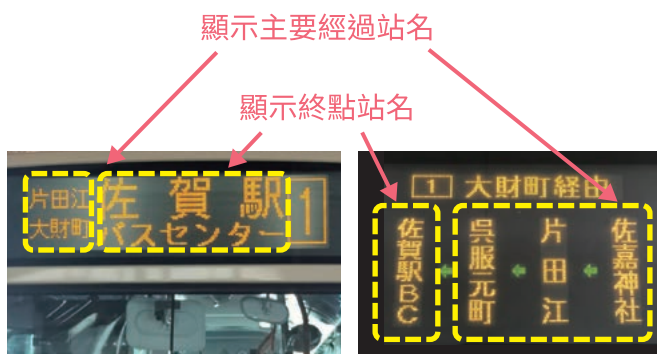 顯示主要經過站名
顯示終點站名
片田江
大財町
佐賀駅
バスセンター
1
1 大財町経由
佐賀駅BC
呉服元町
片田江
佐嘉神社